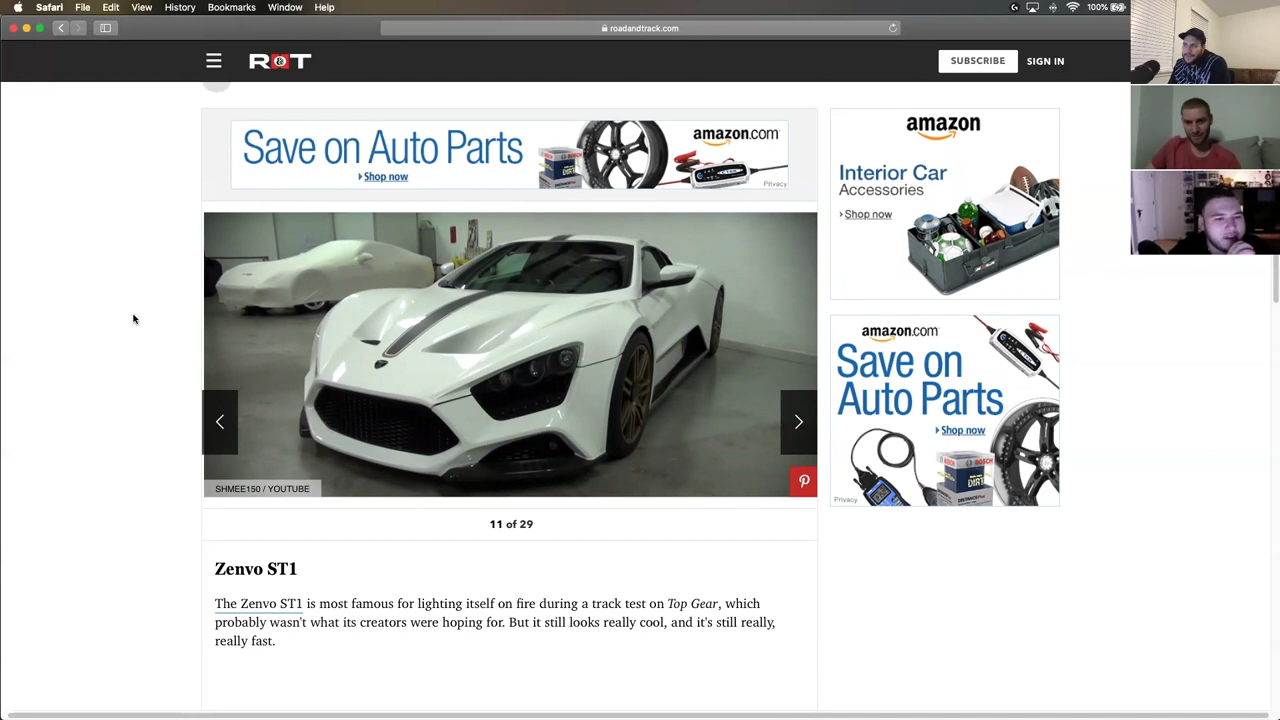 Safari File Edit View History Bookmarks Window Help 100%
roadandtrack.com
R&T SUBSCRIBE SIGN IN
Save on Auto Parts
Shop now
amazon.com
Privacy
amazon
Interior Car
Accessories
Shop now
SHMEE150 / YOUTUBE
amazon.com
Save on
Auto Parts
Shop now
BOSCH
Privacy
11 of 29
Zenvo ST1
The Zenvo ST1 is most famous for lighting itself on fire during a track test on Top Gear, which
probably wasn't what its creators were hoping for. But it still looks really cool, and it's still really,
really fast.